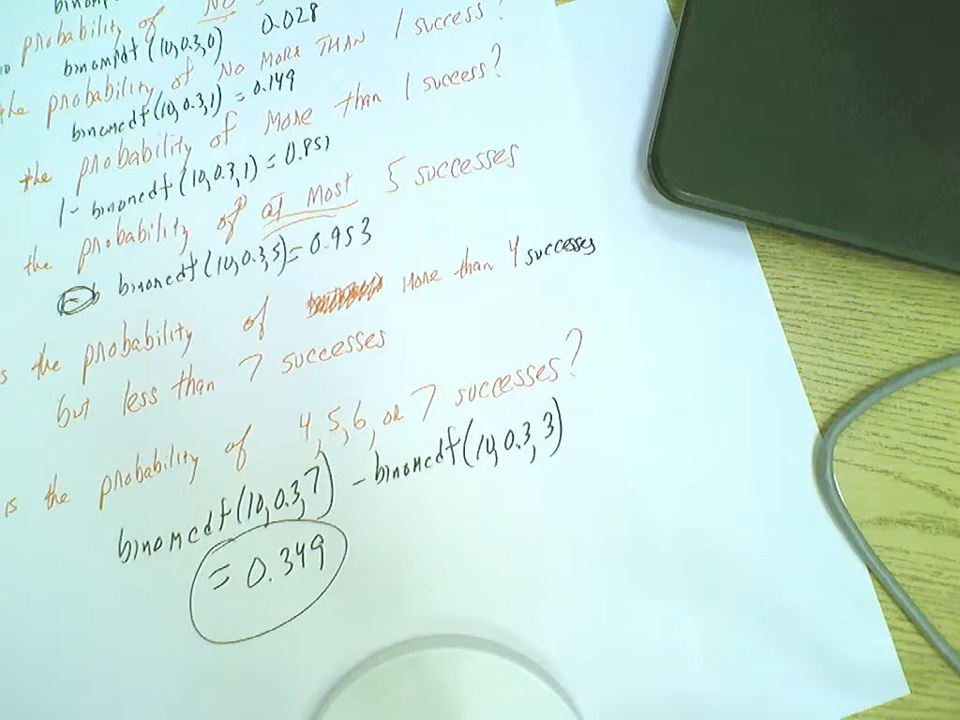 probability of NO
binompdf(10,0.3,0) 0.028
the probability of NO MORE THAN 1 success?
binomcdf(10,0.3,1) = 0.149
the probability of MORE than 1 success?
1 - binomcdf(10,0.3,1) = 0.851
the probability of at Most 5 successes
binomcdf(10,0.3,5) = 0.953
the probability of More than 4 successes
but less than 7 successes
is the probability of 4, 5, 6, or 7 successes?
binomcdf(10,0.3,7) - binomcdf(10,0.3,3)
= 0.349